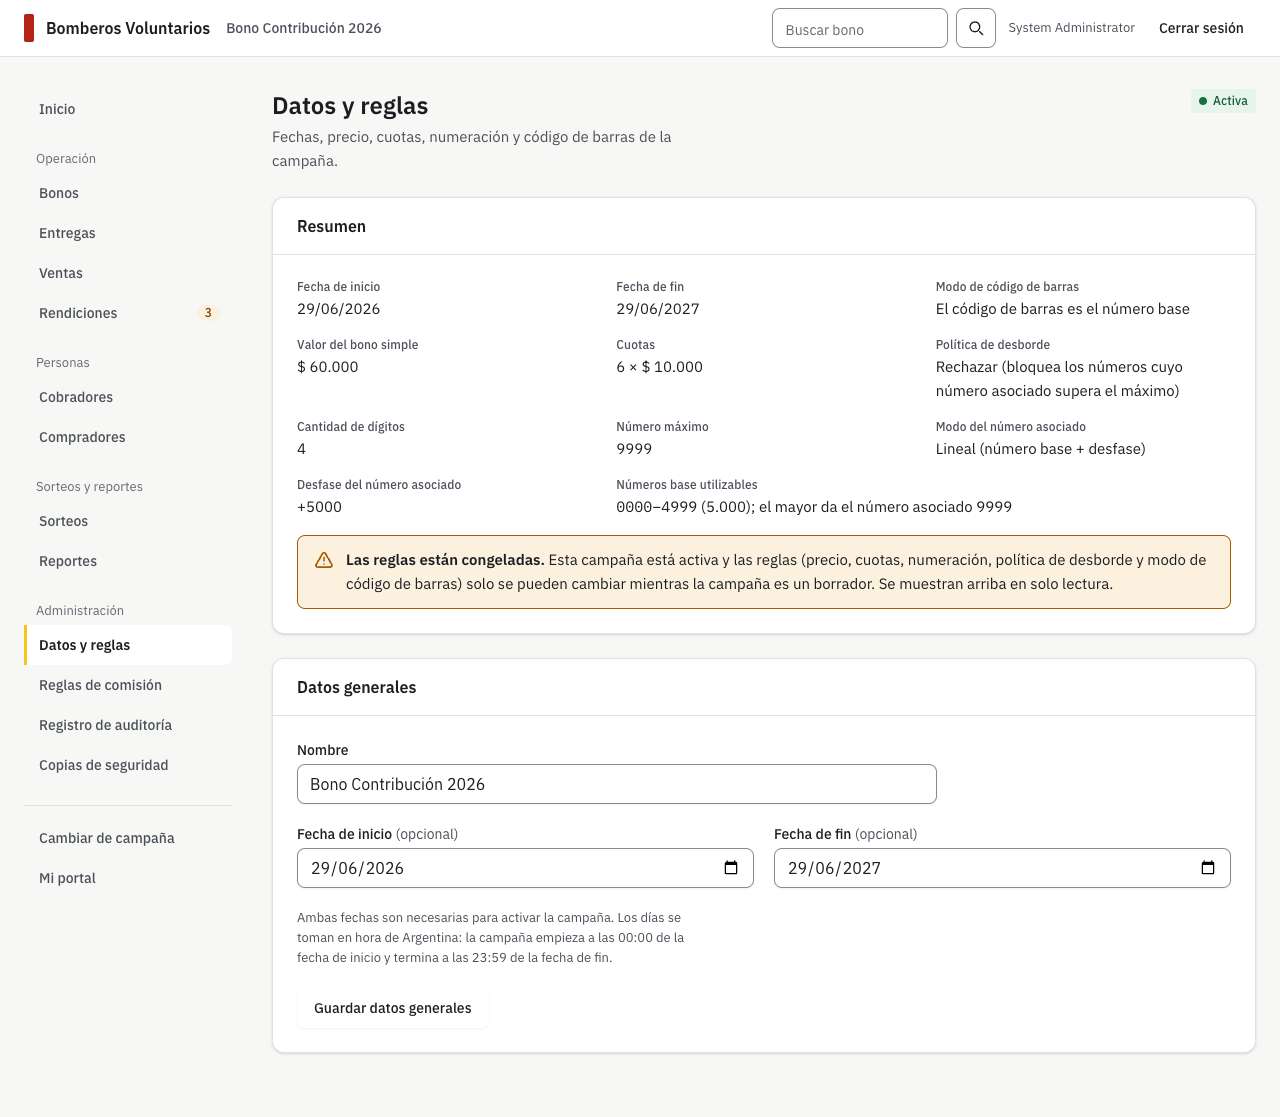 Bomberos Voluntarios
Bono Contribución 2026
Buscar bono
System Administrator
Cerrar sesión
Inicio
Operación
Bonos
Entregas
Ventas
Rendiciones 3
Personas
Cobradores
Compradores
Sorteos y reportes
Sorteos
Reportes
Administración
Datos y reglas
Reglas de comisión
Registro de auditoría
Copias de seguridad
Cambiar de campaña
Mi portal
Datos y reglas
Activa
Fechas, precio, cuotas, numeración y código de barras de la
campaña.
Resumen
Fecha de inicio
29/06/2026
Fecha de fin
29/06/2027
Modo de código de barras
El código de barras es el número base
Valor del bono simple
$ 60.000
Cuotas
6 × $ 10.000
Política de desborde
Rechazar (bloquea los números cuyo
número asociado supera el máximo)
Cantidad de dígitos
4
Número máximo
9999
Modo del número asociado
Lineal (número base + desfase)
Desfase del número asociado
+5000
Números base utilizables
0000–4999 (5.000); el mayor da el número asociado 9999
Las reglas están congeladas. Esta campaña está activa y las reglas (precio, cuotas, numeración, política de desborde y modo de
código de barras) solo se pueden cambiar mientras la campaña es un borrador. Se muestran arriba en solo lectura.
Datos generales
Nombre
Bono Contribución 2026
Fecha de inicio (opcional)
29/06/2026
Fecha de fin (opcional)
29/06/2027
Ambas fechas son necesarias para activar la campaña. Los días se
toman en hora de Argentina: la campaña empieza a las 00:00 de la
fecha de inicio y termina a las 23:59 de la fecha de fin.
Guardar datos generales